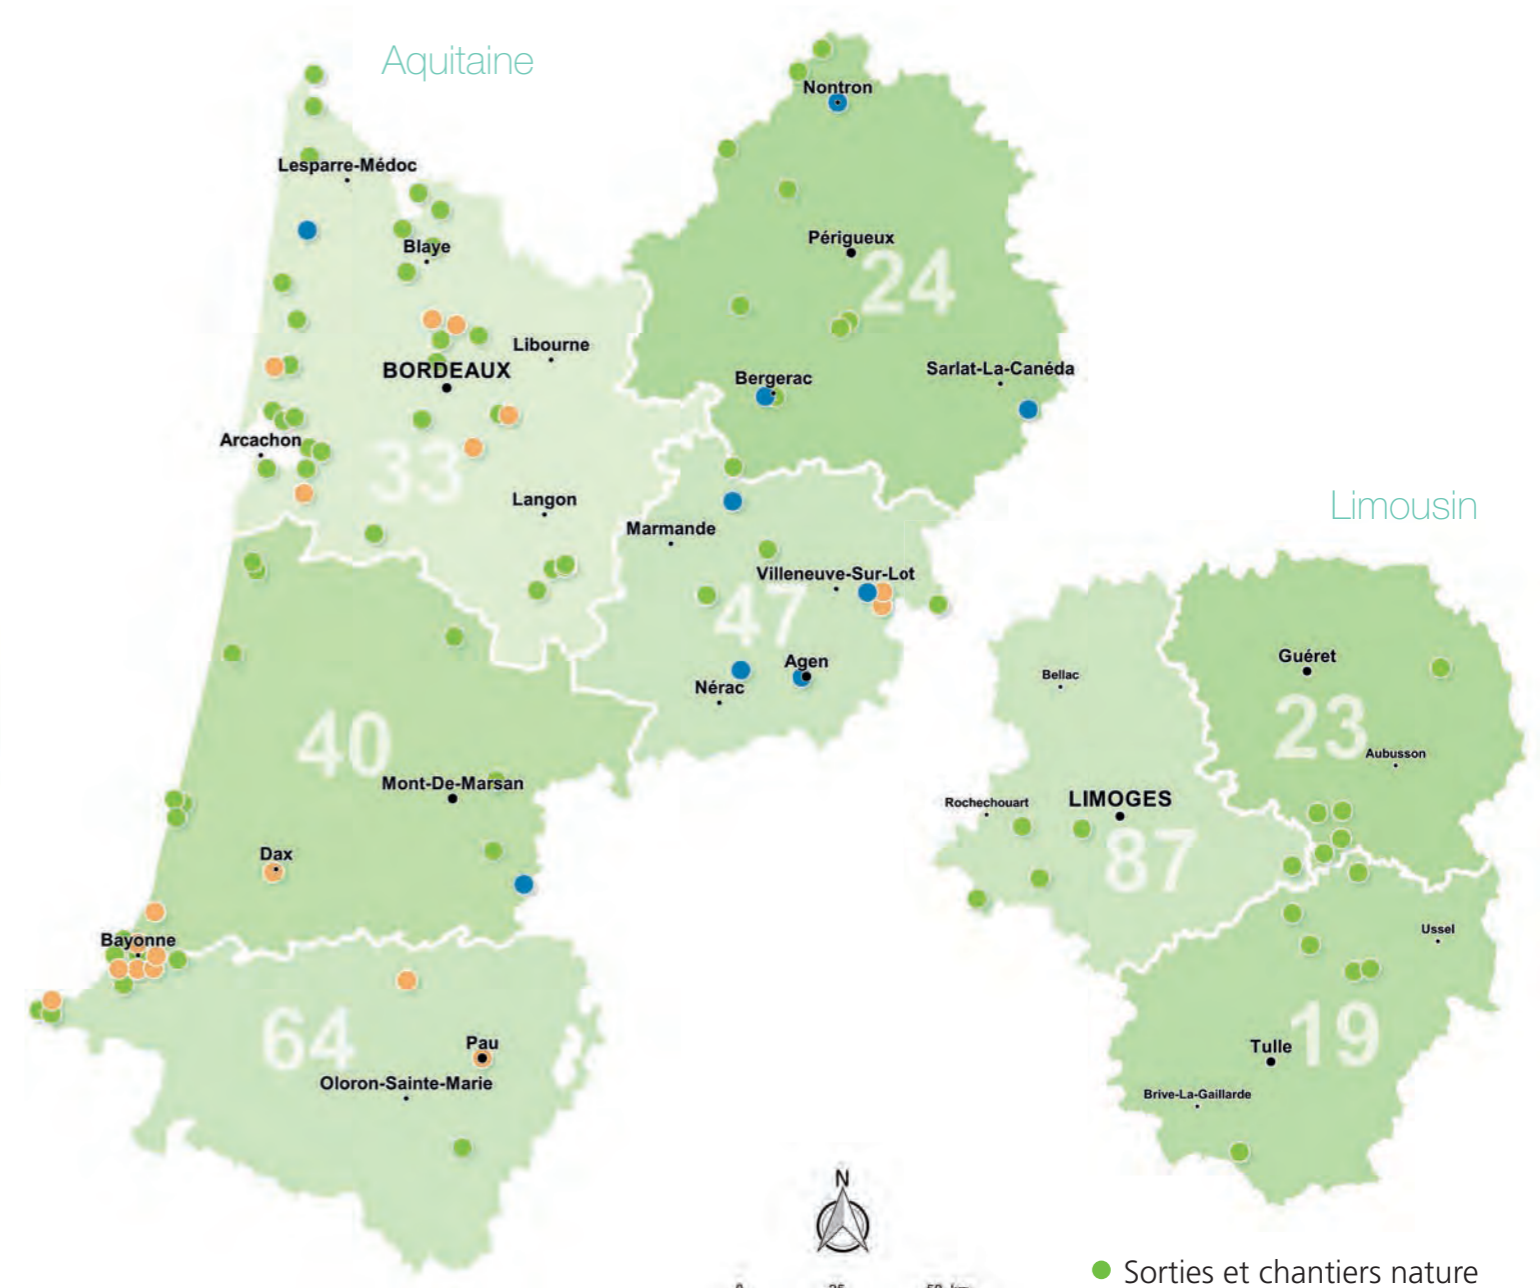 Aquitaine
Nontron
Lesparre-Médoc
Périgueux
Blaye
24
Libourne
BORDEAUX
Sarlat-La-Canéda
Bergerac
Arcachon
33
Langon
Limousin
Marmande
Villeneuve-Sur-Lot
47
Agen
Nérac
Guéret
Bellac
23
40
Aubusson
Mont-De-Marsan
LIMOGES
Rochechouart
87
Dax
Bayonne
Ussel
64
19
Pau
Tulle
Oloron-Sainte-Marie
Brive-La-Gaillarde
N
Sorties et chantiers nature